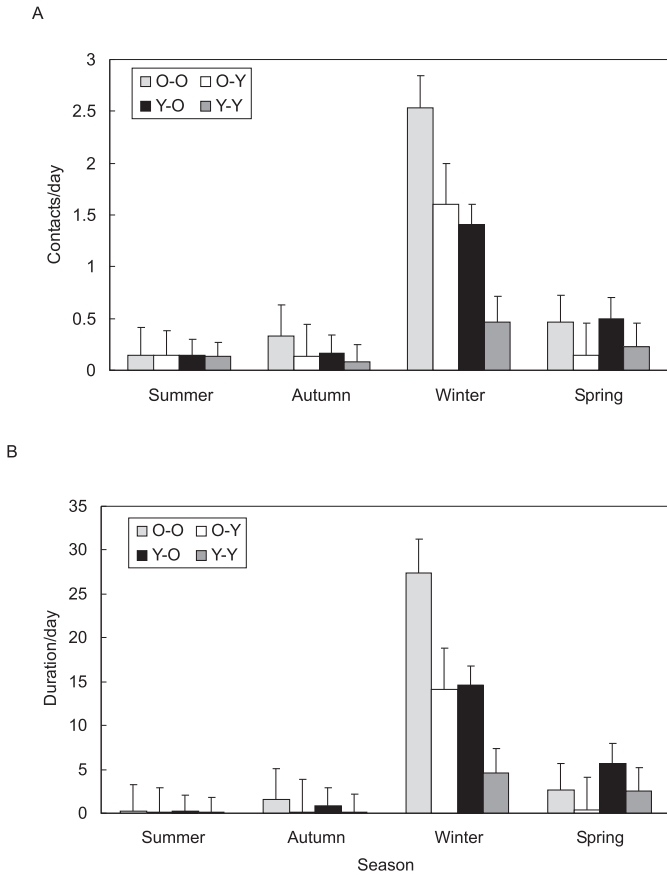 A
3
2.5
2
1.5
1
0.5
0
Contacts/day
O-O O-Y
Y-O Y-Y
Summer Autumn Winter Spring
B
35
30
25
20
15
10
5
0
Duration/day
O-O O-Y
Y-O Y-Y
Summer Autumn Winter Spring
Season